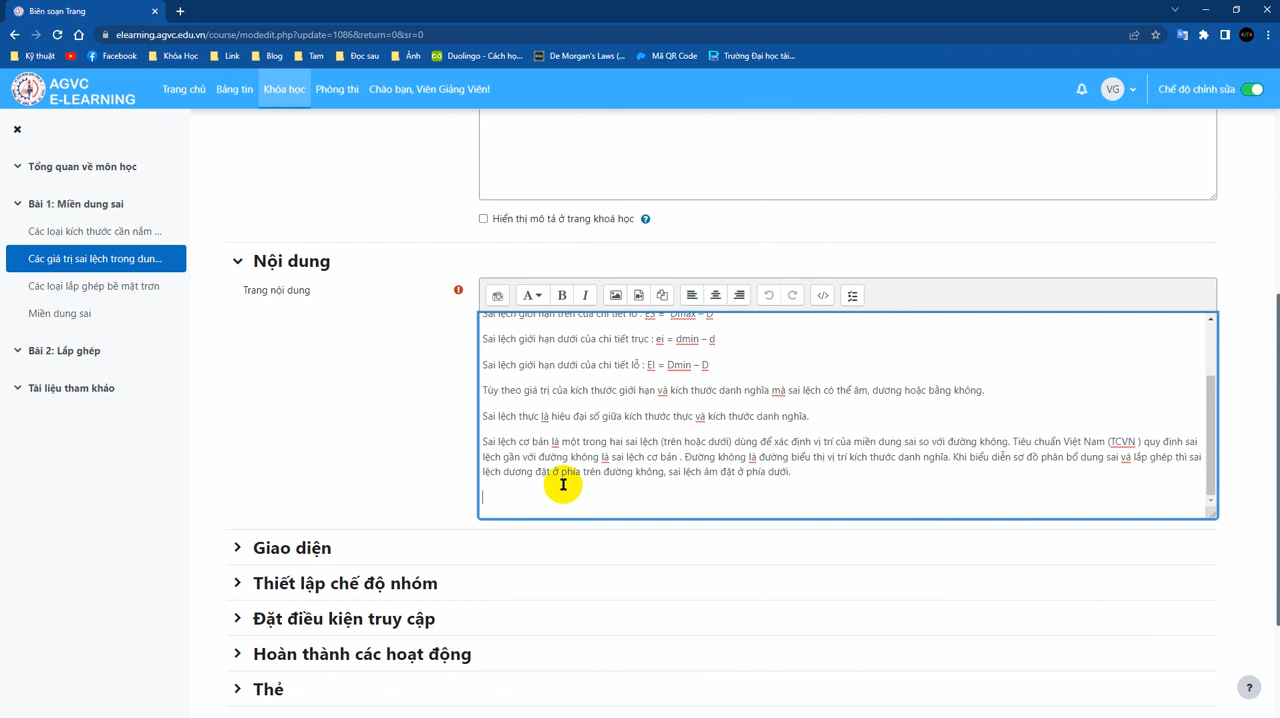 Biên soạn Trang
elearning.agvc.edu.vn/course/modedit.php?update=1086&return=0&sr=0
Kỹ thuật Facebook Khóa Học Link Blog Tam Đọc sau Ảnh Duolingo - Cách họ... De Morgan's Laws (... Mã QR Code Trường Đại học tài...
AGVC
E-LEARNING
Trang chủ Bảng tin Khóa học Phòng thi Chào bạn, Viên Giảng Viên! VG Chế độ chỉnh sửa
Tổng quan về môn học
Bài 1: Miền dung sai
Các loại kích thước cần nắm ...
Các giá trị sai lệch trong dun...
Các loại lắp ghép bề mặt trơn
Miền dung sai
Bài 2: Lắp ghép
Tài liệu tham khảo
Hiển thị mô tả ở trang khoá học
Nội dung
Trang nội dung
Sai lệch giới hạn trên của chi tiết lỗ : ES = Dmax – D
Sai lệch giới hạn dưới của chi tiết trục : ei = dmin – d
Sai lệch giới hạn dưới của chi tiết lỗ : EI = Dmin – D
Tùy theo giá trị của kích thước giới hạn và kích thước danh nghĩa mà sai lệch có thể âm, dương hoặc bằng không.
Sai lệch thực là hiệu đại số giữa kích thước thực và kích thước danh nghĩa.
Sai lệch cơ bản là một trong hai sai lệch (trên hoặc dưới) dùng để xác định vị trí của miền dung sai so với đường không. Tiêu chuẩn Việt Nam (TCVN ) quy định sai
lệch gần với đường không là sai lệch cơ bản . Đường không là đường biểu thị vị trí kích thước danh nghĩa. Khi biểu diễn sơ đồ phân bố dung sai và lắp ghép thì sai
lệch dương đặt ở phía trên đường không, sai lệch âm đặt ở phía dưới.
Giao diện
Thiết lập chế độ nhóm
Đặt điều kiện truy cập
Hoàn thành các hoạt động
Thẻ